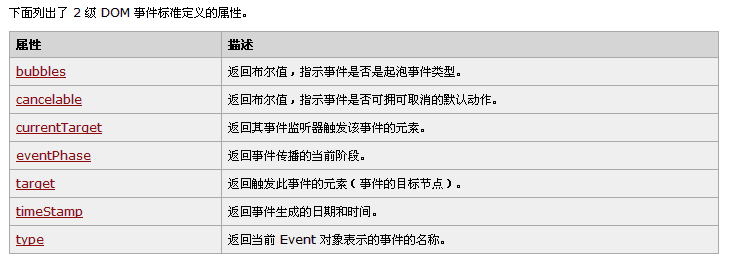 下面列出了 2 级 DOM 事件标准定义的属性。
属性 描述
bubbles 返回布尔值，指示事件是否是起泡事件类型。
cancelable 返回布尔值，指示事件是否可拥可取消的默认动作。
currentTarget 返回其事件监听器触发该事件的元素。
eventPhase 返回事件传播的当前阶段。
target 返回触发此事件的元素（事件的目标节点）。
timeStamp 返回事件生成的日期和时间。
type 返回当前 Event 对象表示的事件的名称。